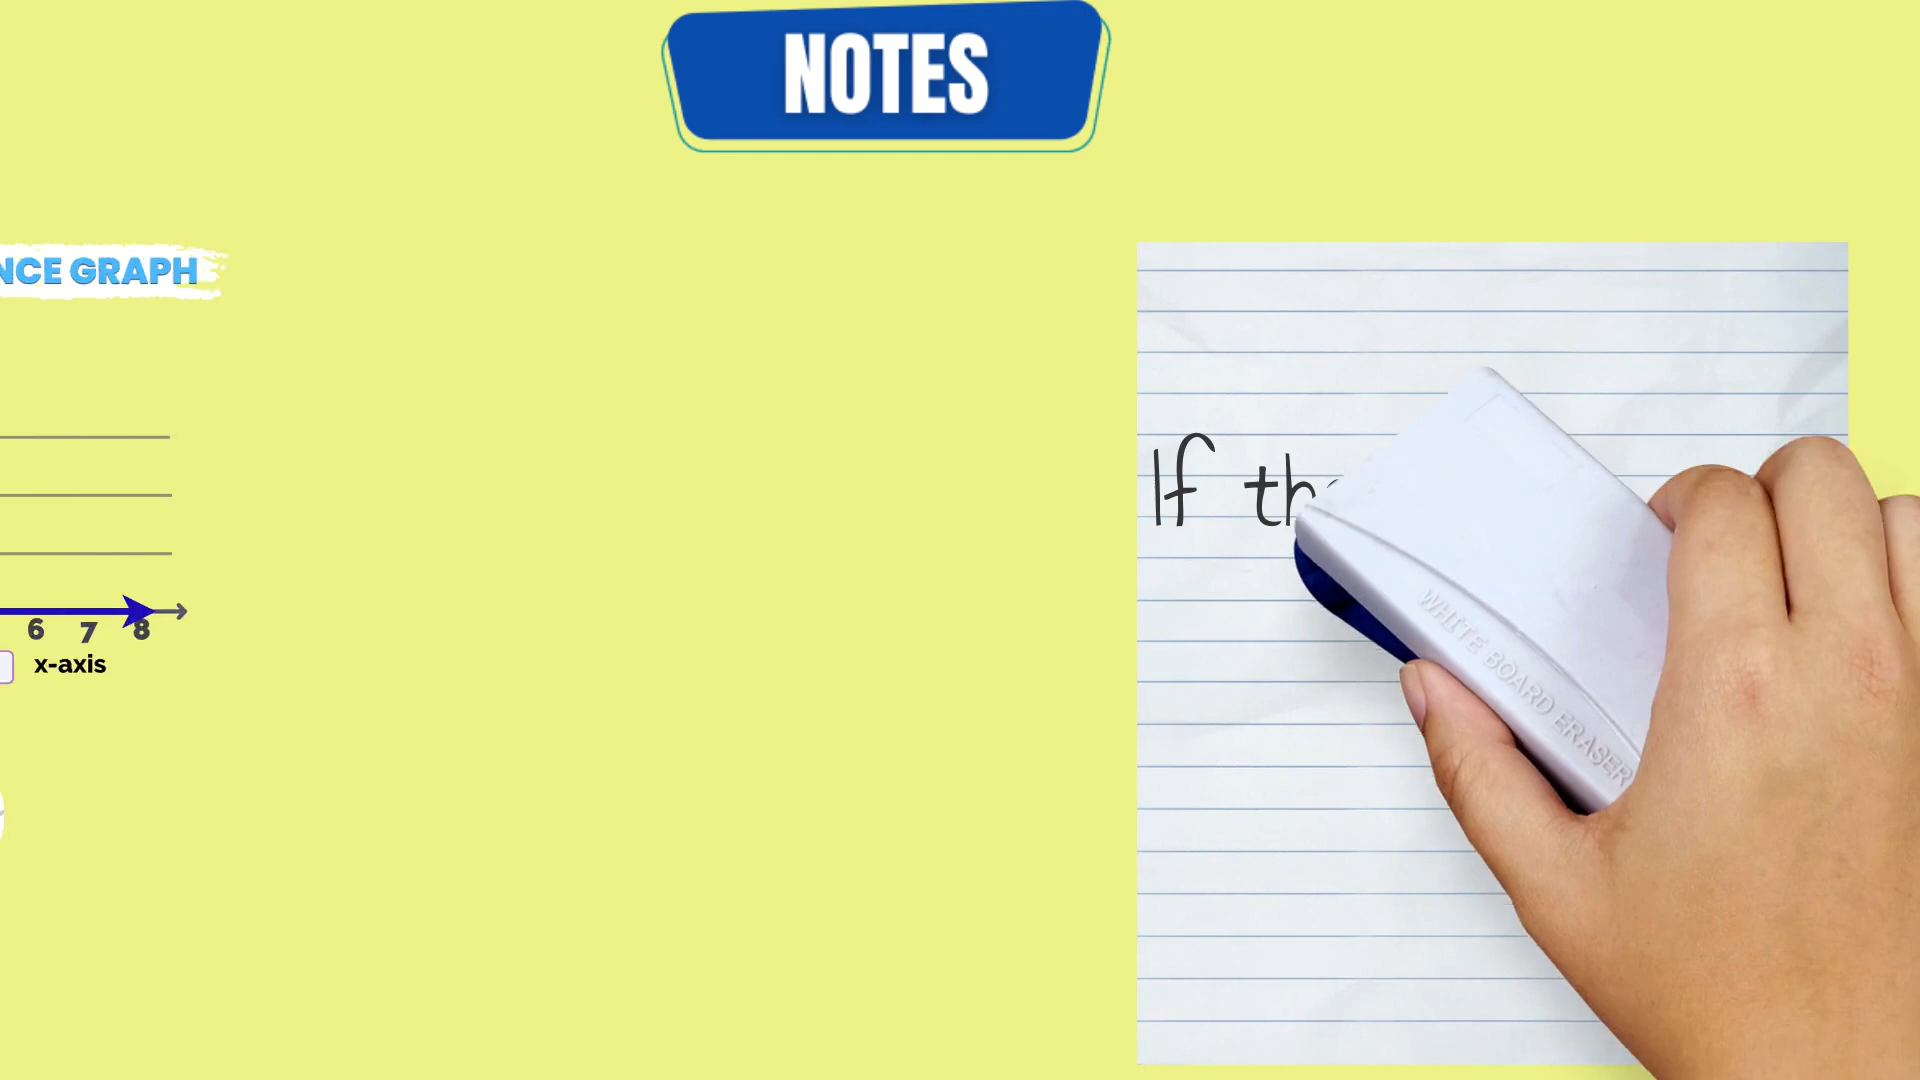 NOTES
NCE GRAPH
If th
6 7 8
x-axis
WHITE BOARD ERASER